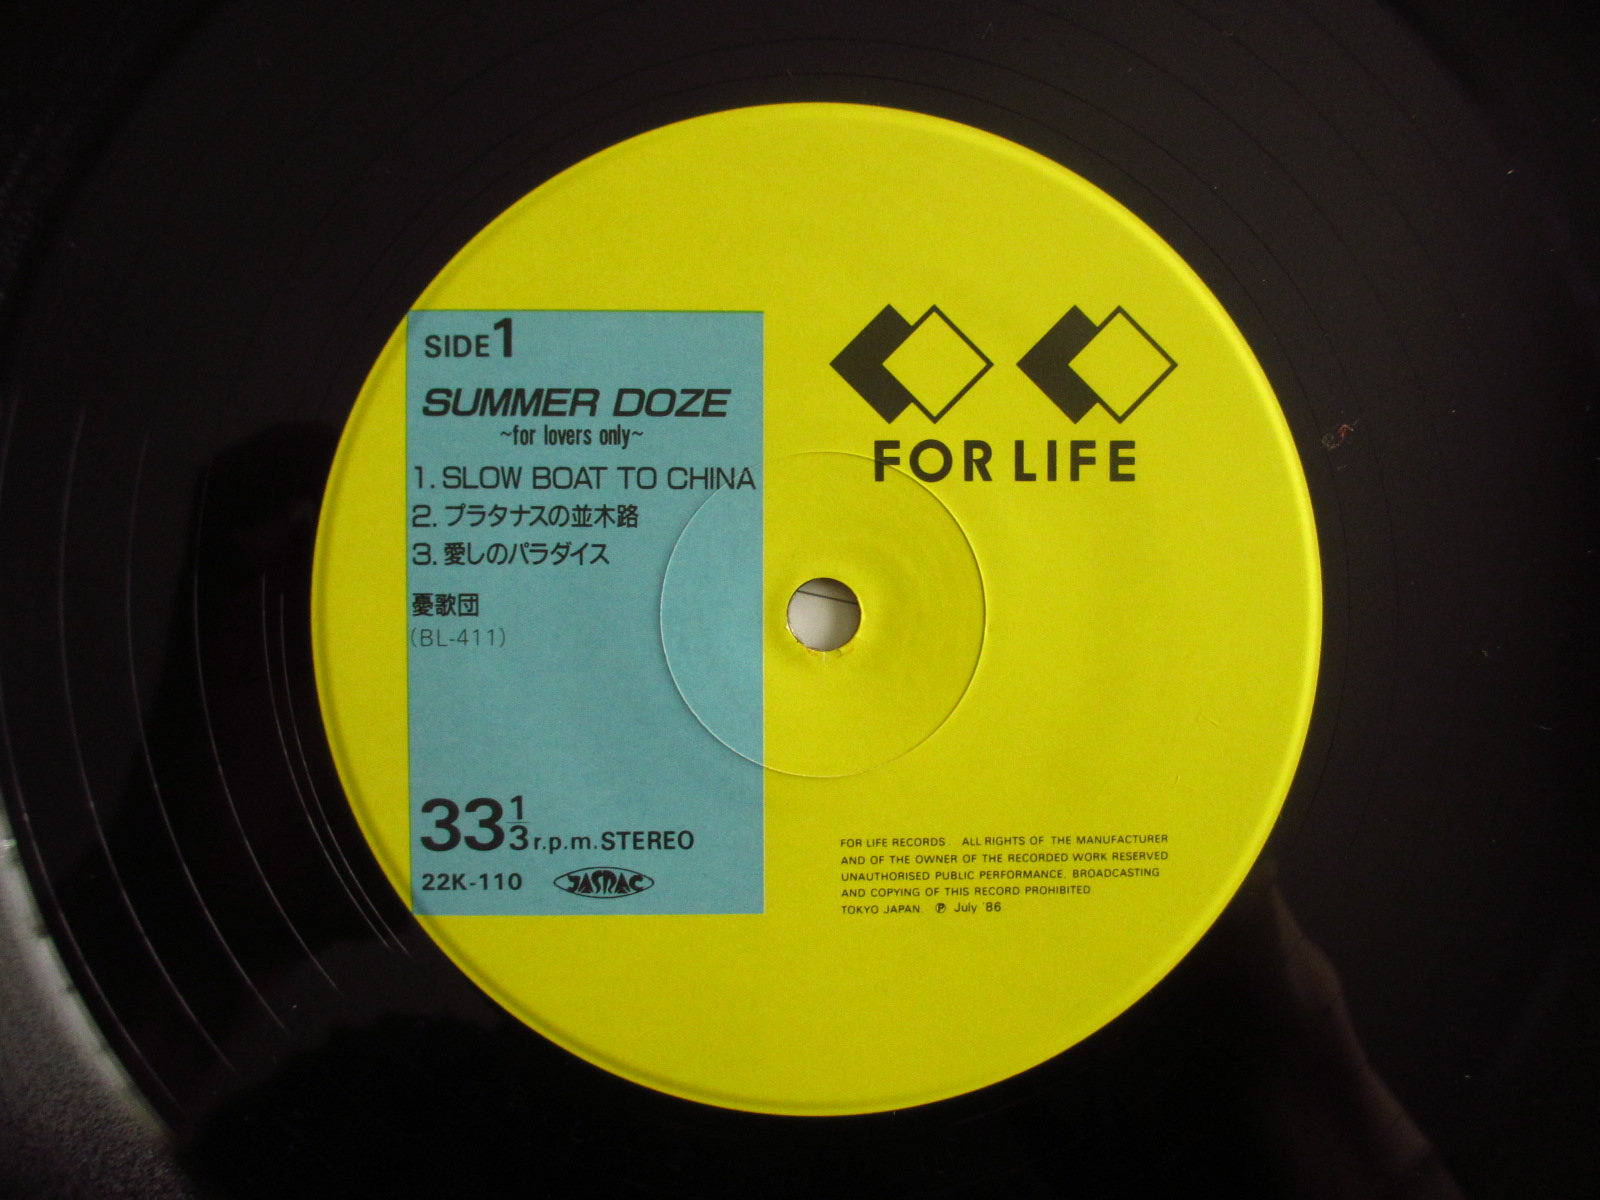 SIDE 1
SUMMER DOZE
~for lovers only~
1. SLOW BOAT TO CHINA
2. プラタナスの並木路
3. 愛しのパラダイス
憂歌団
(BL-411)
33 1/3 r.p.m. STEREO
22K-110 JASRAC
FOR LIFE
FOR LIFE RECORDS. ALL RIGHTS OF THE MANUFACTURER
AND OF THE OWNER OF THE RECORDED WORK RESERVED
UNAUTHORISED PUBLIC PERFORMANCE, BROADCASTING
AND COPYING OF THIS RECORD PROHIBITED.
TOKYO JAPAN. Ⓟ July '86